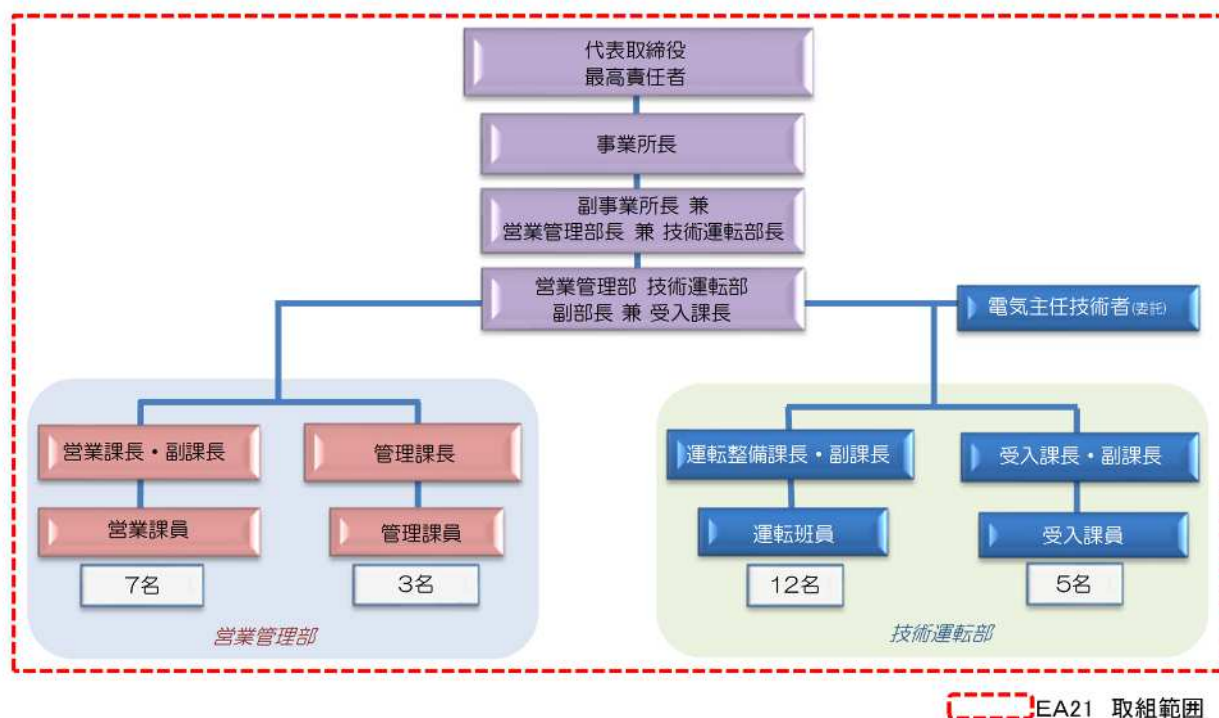 代表取締役
最高責任者
事業所長
副事業所長 兼
営業管理部長 兼 技術運転部長
営業管理部 技術運転部
副部長 兼 受入課長
電気主任技術者(委託)
営業課長・副課長
管理課長
運転整備課長・副課長
受入課長・副課長
営業課員
管理課員
運転班員
受入課員
7名
3名
12名
5名
営業管理部
技術運転部
EA21 取組範囲